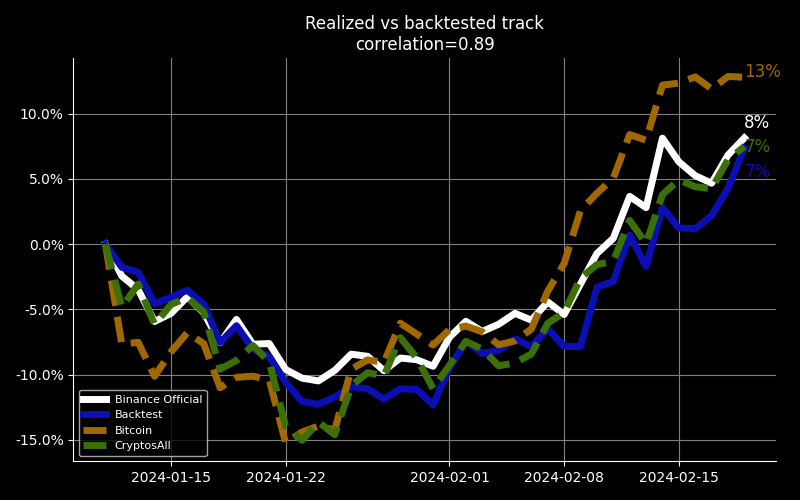 Realized vs backtested track
correlation=0.89
13%
10.0%
8%
7%
5.0%
7%
0.0%
-5.0%
-10.0%
-15.0%
Binance Official
Backtest
Bitcoin
CryptosAll
2024-01-15
2024-01-22
2024-02-01
2024-02-08
2024-02-15